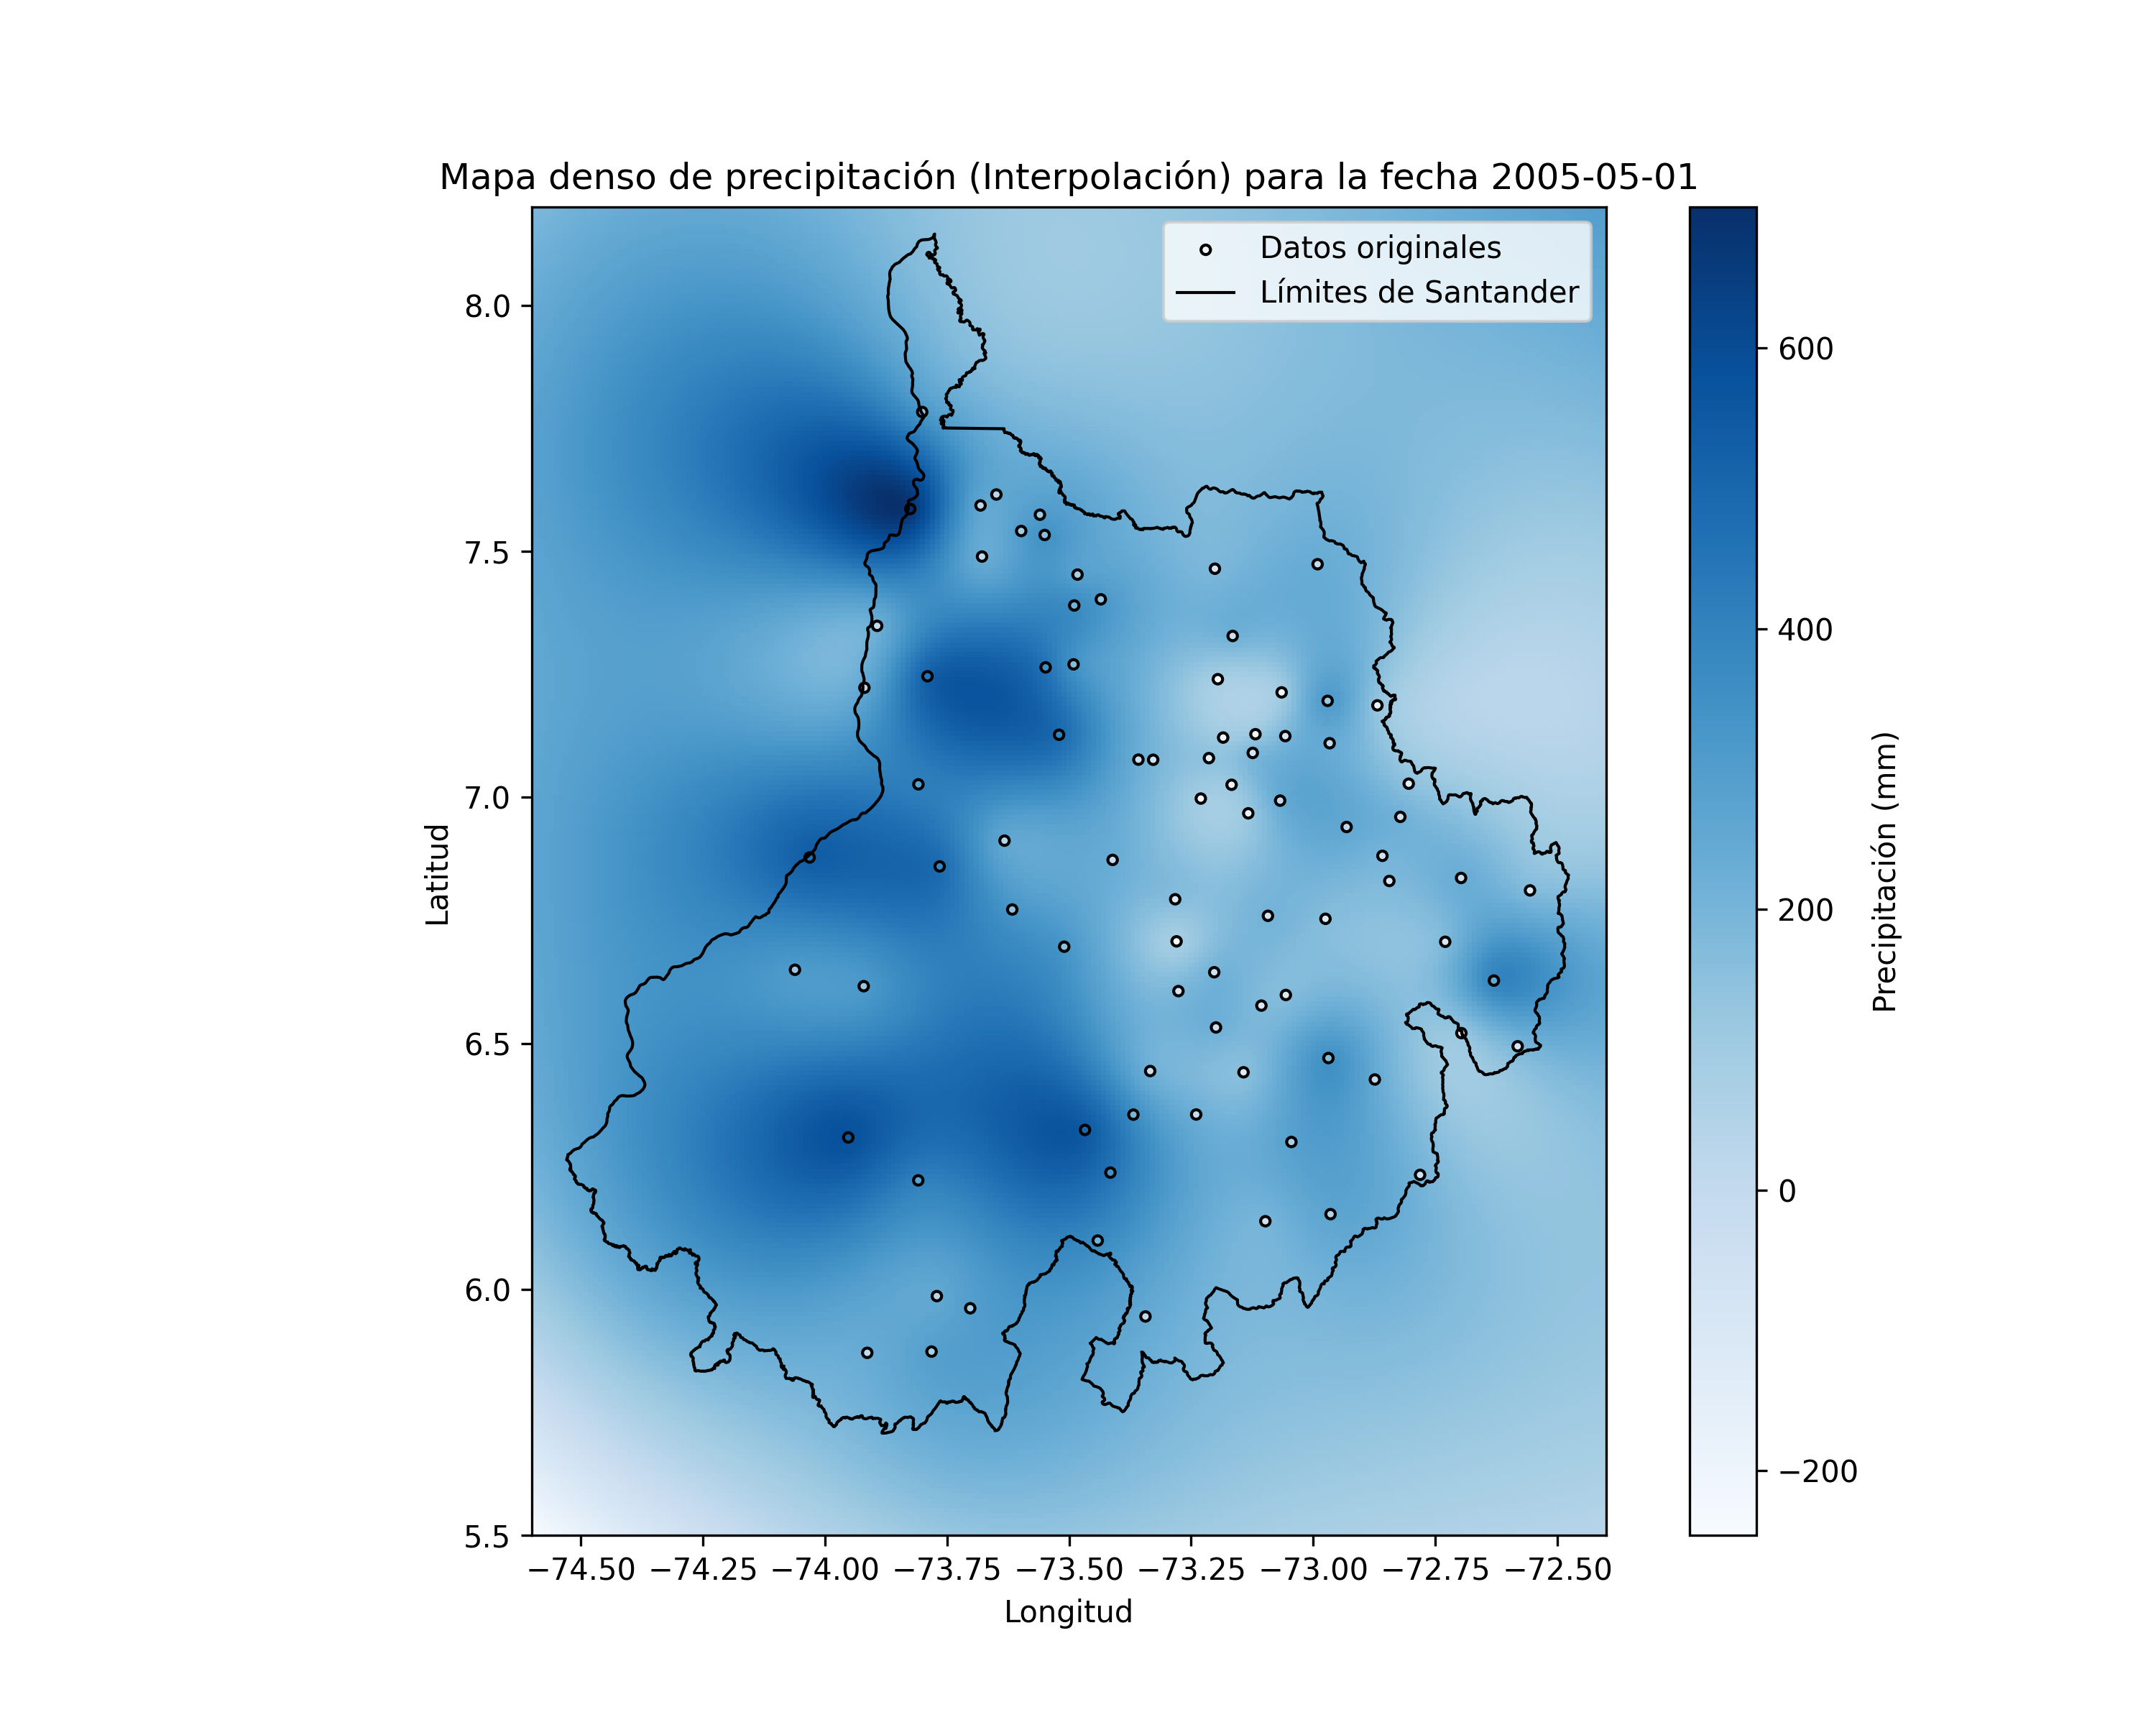 Mapa denso de precipitación (Interpolación) para la fecha 2005-05-01
Datos originales
Límites de Santander
8.0
7.5
7.0
6.5
6.0
5.5
Latitud
−74.50 −74.25 −74.00 −73.75 −73.50 −73.25 −73.00 −72.75 −72.50
Longitud
600
400
200
0
−200
Precipitación (mm)